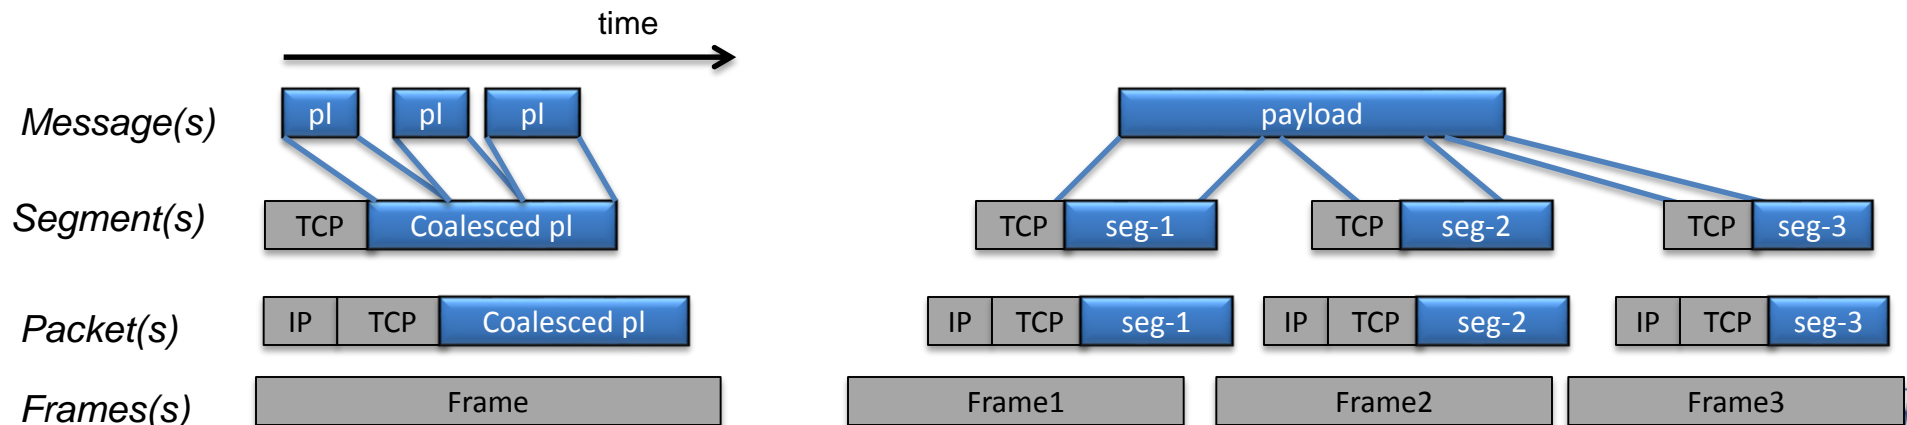 time
Message(s) pl pl pl payload
Segment(s) TCP Coalesced pl TCP seg-1 TCP seg-2 TCP seg-3
Packet(s) IP TCP Coalesced pl IP TCP seg-1 IP TCP seg-2 IP TCP seg-3
Frames(s) Frame Frame1 Frame2 Frame3